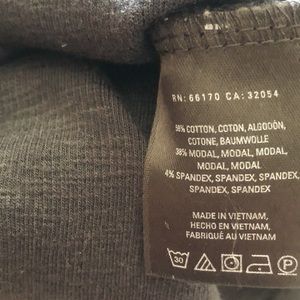 RN: 66170 CA: 32054
58% COTTON, COTON, ALGODÓN,
COTONE, BAUMWOLLE
38% MODAL, MODAL, MODAL,
MODAL, MODAL
4% SPANDEX, SPANDEX, SPANDEX,
SPANDEX, SPANDEX
MADE IN VIETNAM,
HECHO EN VIETNAM,
FABRIQUÉ AU VIETNAM
30 P